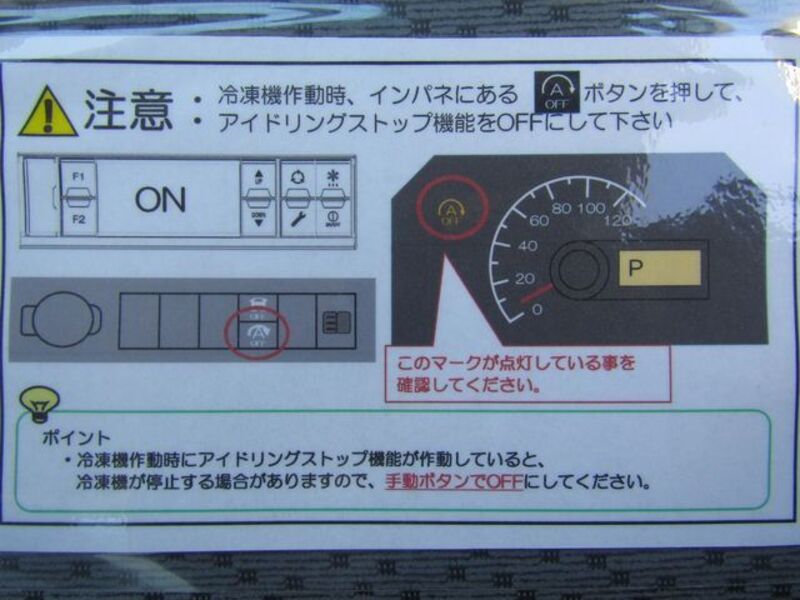 注意 ・ 冷凍機作動時、インパネにある A OFF ボタンを押して、
・ アイドリングストップ機能をOFFにして下さい
F1
F2
ON
UP
DOWN
ON/OFF
A
OFF
0
20
40
60
80
100
120
P
OFF
A
OFF
このマークが点灯している事を
確認してください。
ポイント
・冷凍機作動時にアイドリングストップ機能が作動していると、
冷凍機が停止する場合がありますので、手動ボタンでOFFにしてください。